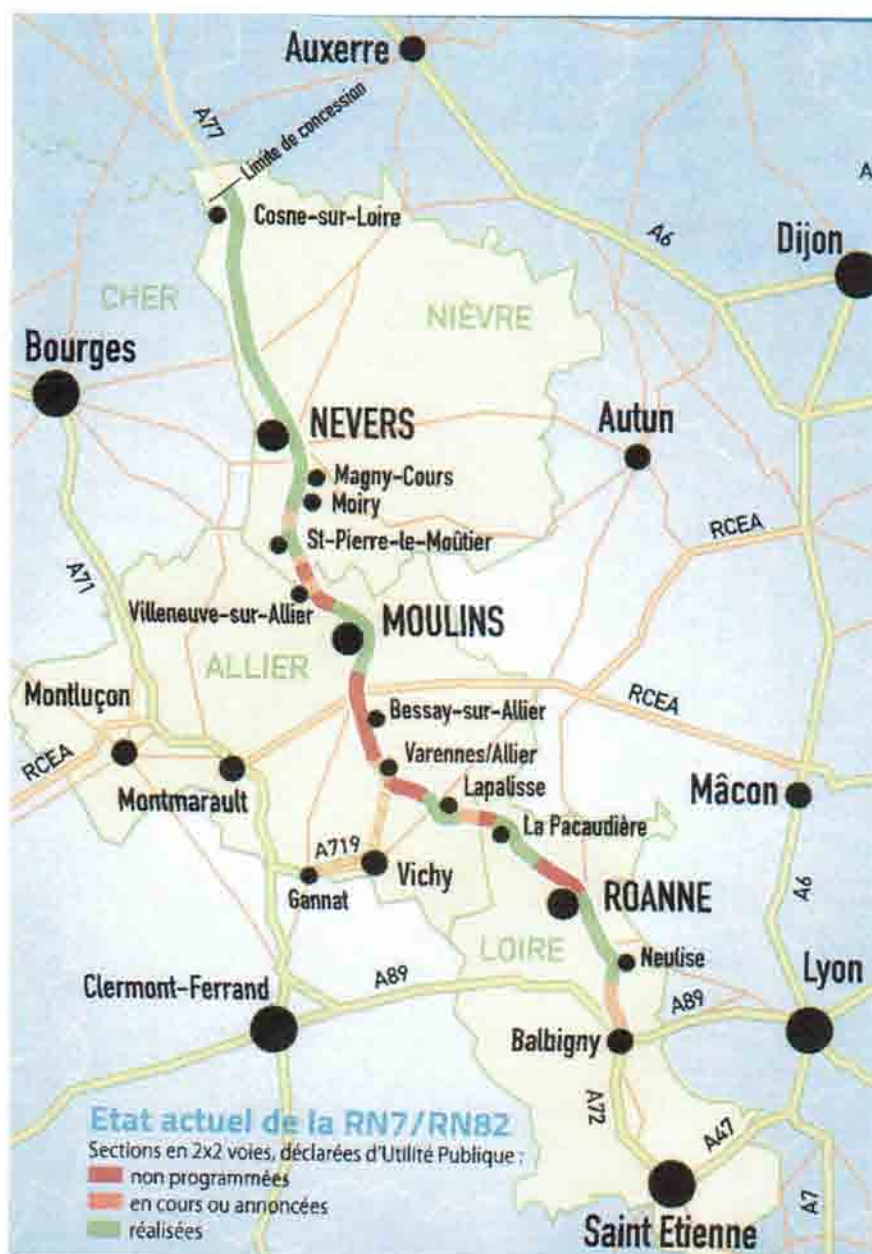 Auxerre
A77
Limite de concession
Cosne-sur-Loire
A6
Dijon
CHER
NIÈVRE
Bourges
NEVERS
Autun
Magny-Cours
Moiry
RCEA
St-Pierre-le-Moûtier
A71
Villeneuve-sur-Allier
MOULINS
ALLIER
Montluçon
RCEA
Bessay-sur-Allier
RCEA
Varennes/Allier
Montmarault
Lapalisse
Mâcon
La Pacaudière
A719
Vichy
Gannat
ROANNE
A6
LOIRE
Neulise
Clermont-Ferrand
A89
A89
Lyon
Balbigny
A72
A47
A7
Saint Etienne
Etat actuel de la RN7/RN82
Sections en 2x2 voies, déclarées d'Utilité Publique :
non programmées
en cours ou annoncées
réalisées